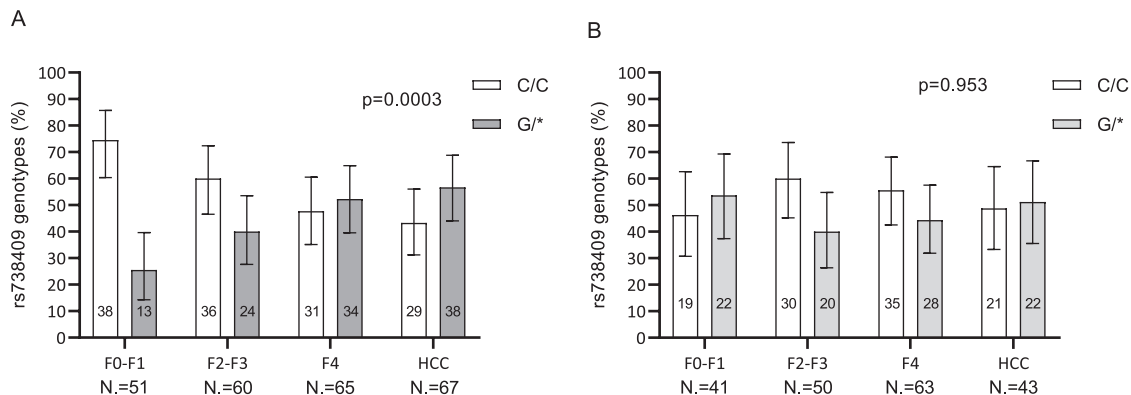 A
rs738409 genotypes (%)
100
90
80
70
60
50
40
30
20
10
0
p=0.0003
C/C
G/*
38
13
36
24
31
34
29
38
F0-F1
F2-F3
F4
HCC
N.=51
N.=60
N.=65
N.=67
B
rs738409 genotypes (%)
100
90
80
70
60
50
40
30
20
10
0
p=0.953
C/C
G/*
19
22
30
20
35
28
21
22
F0-F1
F2-F3
F4
HCC
N.=41
N.=50
N.=63
N.=43